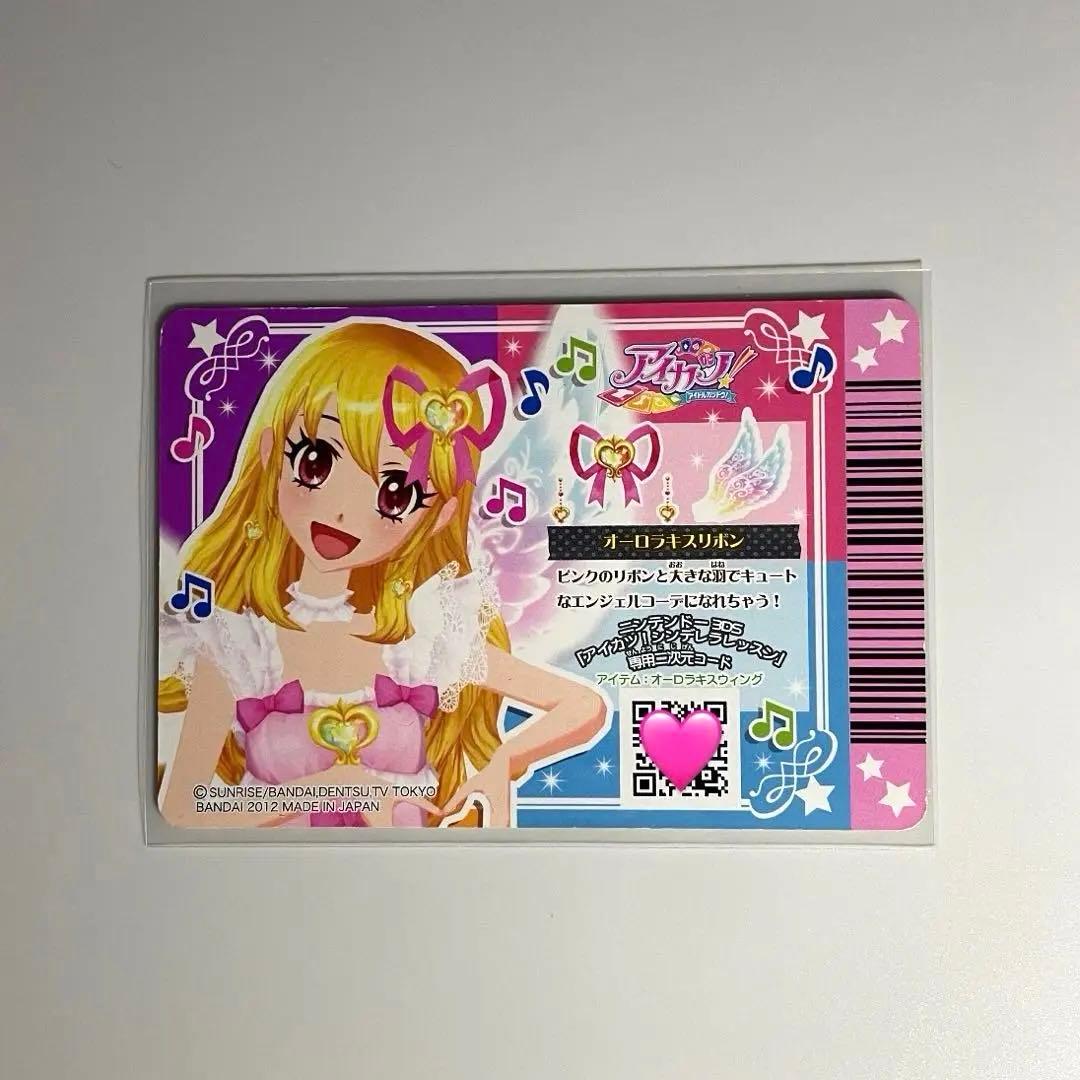 アイカツ!
アイドルカツドウ!
オーロラキスリボン
ピンクのリボンと大きな羽でキュート
なエンジェルコーデになれちゃう!
ニンテンドー3DS
「アイカツ!シンデレラレッスン」
専用二次元コード
アイテム:オーロラキスウィング
©SUNRISE/BANDAI,DENTSU,TV TOKYO
BANDAI 2012 MADE IN JAPAN